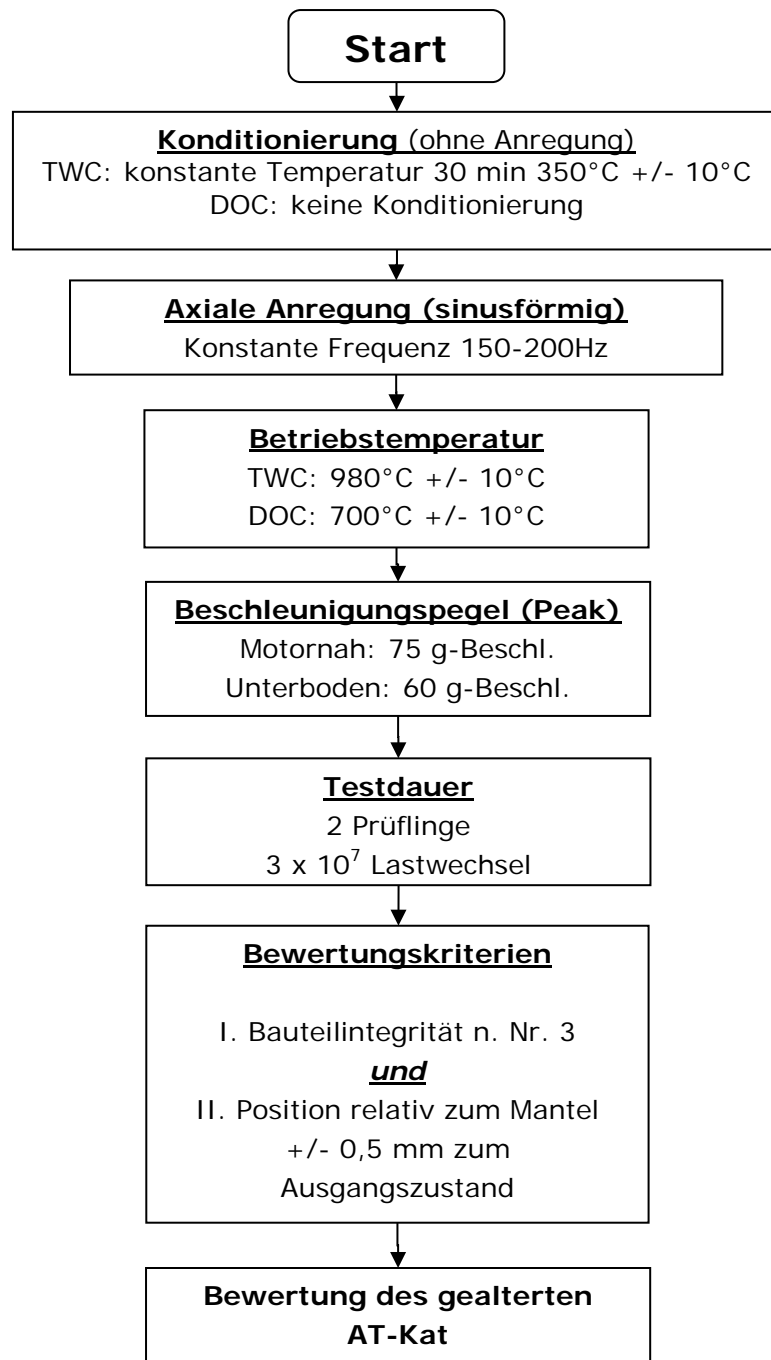 Start
Konditionierung (ohne Anregung)
TWC: konstante Temperatur 30 min 350°C +/- 10°C
DOC: keine Konditionierung
Axiale Anregung (sinusförmig)
Konstante Frequenz 150-200Hz
Betriebstemperatur
TWC: 980°C +/- 10°C
DOC: 700°C +/- 10°C
Beschleunigungspegel (Peak)
Motornah: 75 g-Beschl.
Unterboden: 60 g-Beschl.
Testdauer
2 Prüflinge
3 x 10⁷ Lastwechsel
Bewertungskriterien
I. Bauteilintegrität n. Nr. 3
und
II. Position relativ zum Mantel
+/- 0,5 mm zum
Ausgangszustand
Bewertung des gealterten
AT-Kat